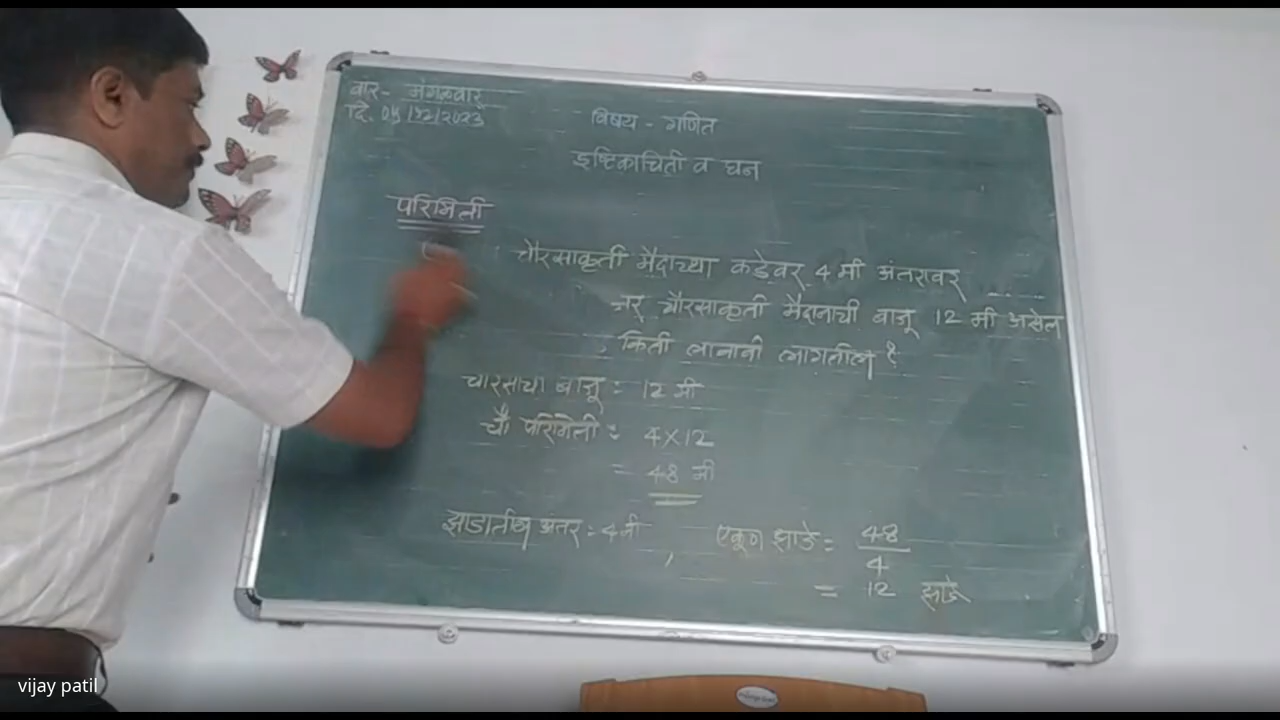 वार- मंगळवार
दि. 05/12/2023
विषय - गणित
इष्टिकाचिती व घन
परिमिती
चौरसाकृती मैदाच्या कडेवर 4 मी अंतरावर
जर चौरसाकृती मैदानाची बाजू 12 मी असेल
किती लावावी लागतील ?
चौरसाचा बाजू = 12 मी
चौ परिमिती = 4×12
= 48 मी
झाडातील अंतर = 4 मी , एकूण झाडे = 48
4
= 12 झाडे
vijay patil